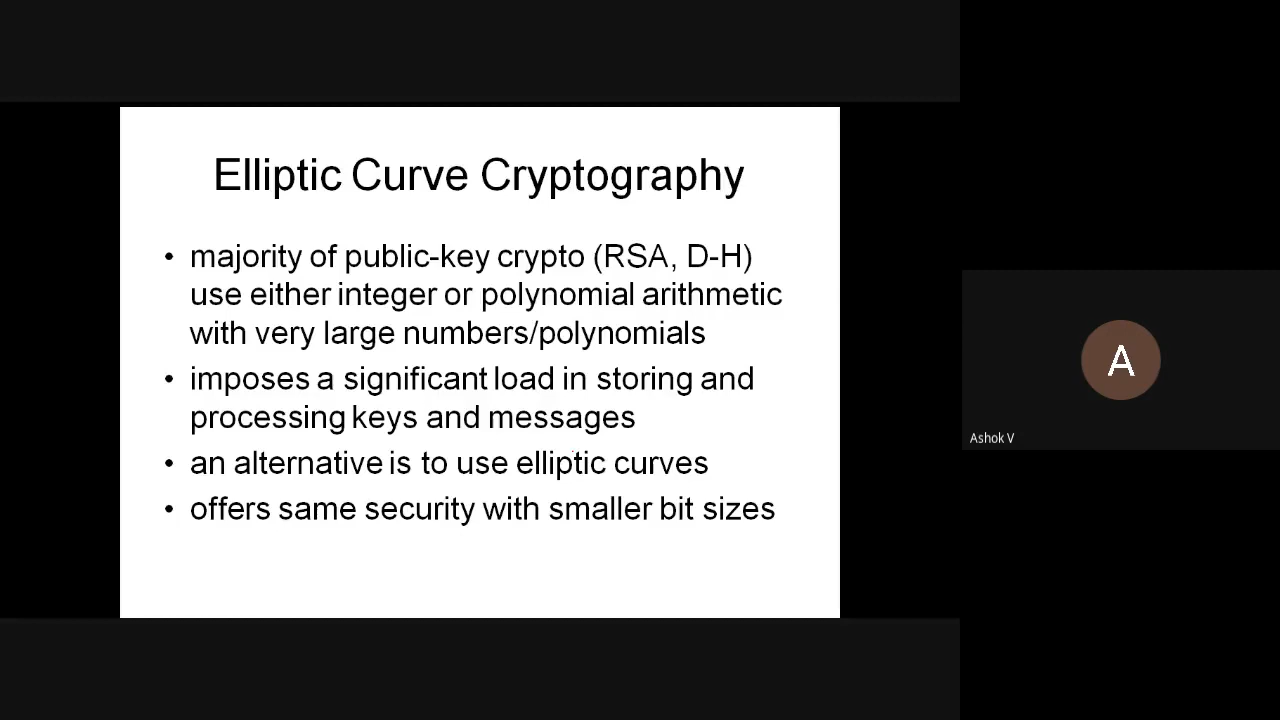 Elliptic Curve Cryptography
• majority of public-key crypto (RSA, D-H)
use either integer or polynomial arithmetic
with very large numbers/polynomials
• imposes a significant load in storing and
processing keys and messages
• an alternative is to use elliptic curves
• offers same security with smaller bit sizes
A
Ashok V